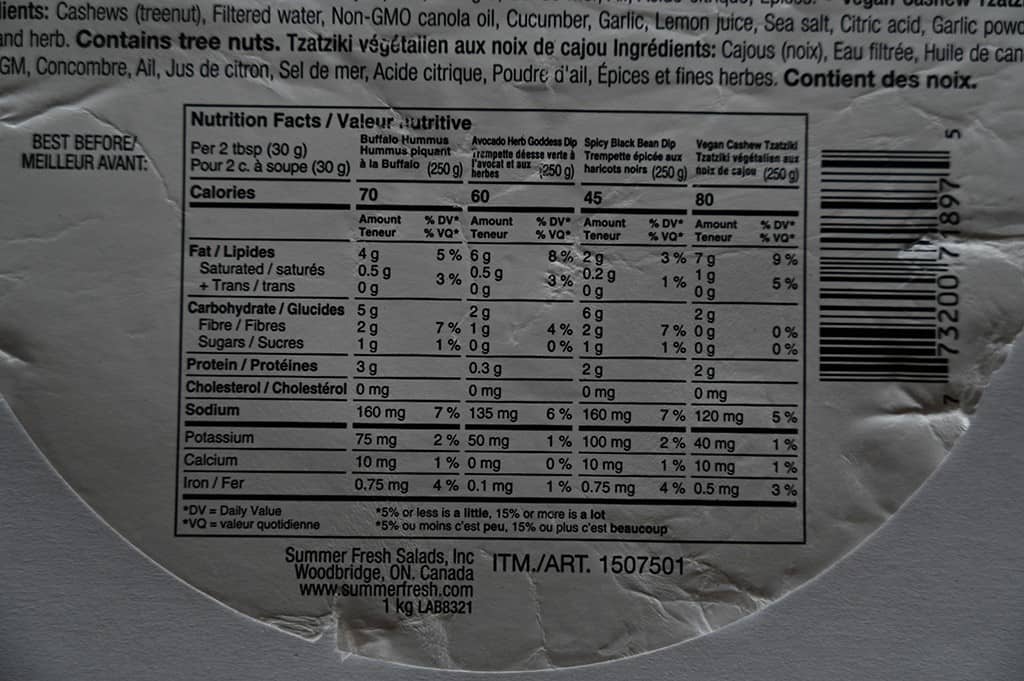 ients: Cashews (treenut), Filtered water, Non-GMO canola oil, Cucumber, Garlic, Lemon juice, Sea salt, Citric acid, Garlic powd
and herb. Contains tree nuts. Tzatziki végétalien aux noix de cajou Ingrédients: Cajous (noix), Eau filtrée, Huile de can
GM, Concombre, Ail, Jus de citron, Sel de mer, Acide citrique, Poudre d'ail, Épices et fines herbes. Contient des noix.
BEST BEFORE/
MEILLEUR AVANT:
Nutrition Facts / Valeur nutritive
Per 2 tbsp (30 g)
Pour 2 c. à soupe (30 g)
Buffalo Hummus
Hummus piquant
à la Buffalo (250 g)
Avocado Herb Goddess Dip
Trempette déesse verte à
l'avocat et aux
herbes (250 g)
Spicy Black Bean Dip
Trempette épicée aux
haricots noirs (250 g)
Vegan Cashew Tzatziki
Tzatziki végétalien aux
noix de cajou (250 g)
Calories 70 60 45 80
Amount % DV* Amount % DV* Amount % DV* Amount % DV*
Teneur % VQ* Teneur % VQ* Teneur % VQ* Teneur % VQ*
Fat / Lipides 4 g 5 % 6 g 8 % 2 g 3 % 7 g 9 %
Saturated / saturés 0.5 g 0.5 g 0.2 g 1 g
3 % 3 % 1 % 5 %
+ Trans / trans 0 g 0 g 0 g 0 g
Carbohydrate / Glucides 5 g 2 g 6 g 2 g
Fibre / Fibres 2 g 7 % 1 g 4 % 2 g 7 % 0 g 0 %
Sugars / Sucres 1 g 1 % 0 g 0 % 1 g 1 % 0 g 0 %
Protein / Protéines 3 g 0.3 g 2 g 2 g
Cholesterol / Cholestérol 0 mg 0 mg 0 mg 0 mg
Sodium 160 mg 7 % 135 mg 6 % 160 mg 7 % 120 mg 5 %
Potassium 75 mg 2 % 50 mg 1 % 100 mg 2 % 40 mg 1 %
Calcium 10 mg 1 % 0 mg 0 % 10 mg 1 % 10 mg 1 %
Iron / Fer 0.75 mg 4 % 0.1 mg 1 % 0.75 mg 4 % 0.5 mg 3 %
*DV = Daily Value
*VQ = valeur quotidienne
*5% or less is a little, 15% or more is a lot
*5% ou moins c'est peu, 15% ou plus c'est beaucoup
7 73200 71897 5
Summer Fresh Salads, Inc
Woodbridge, ON. Canada
www.summerfresh.com
1 kg LAB8321
ITM./ART. 1507501